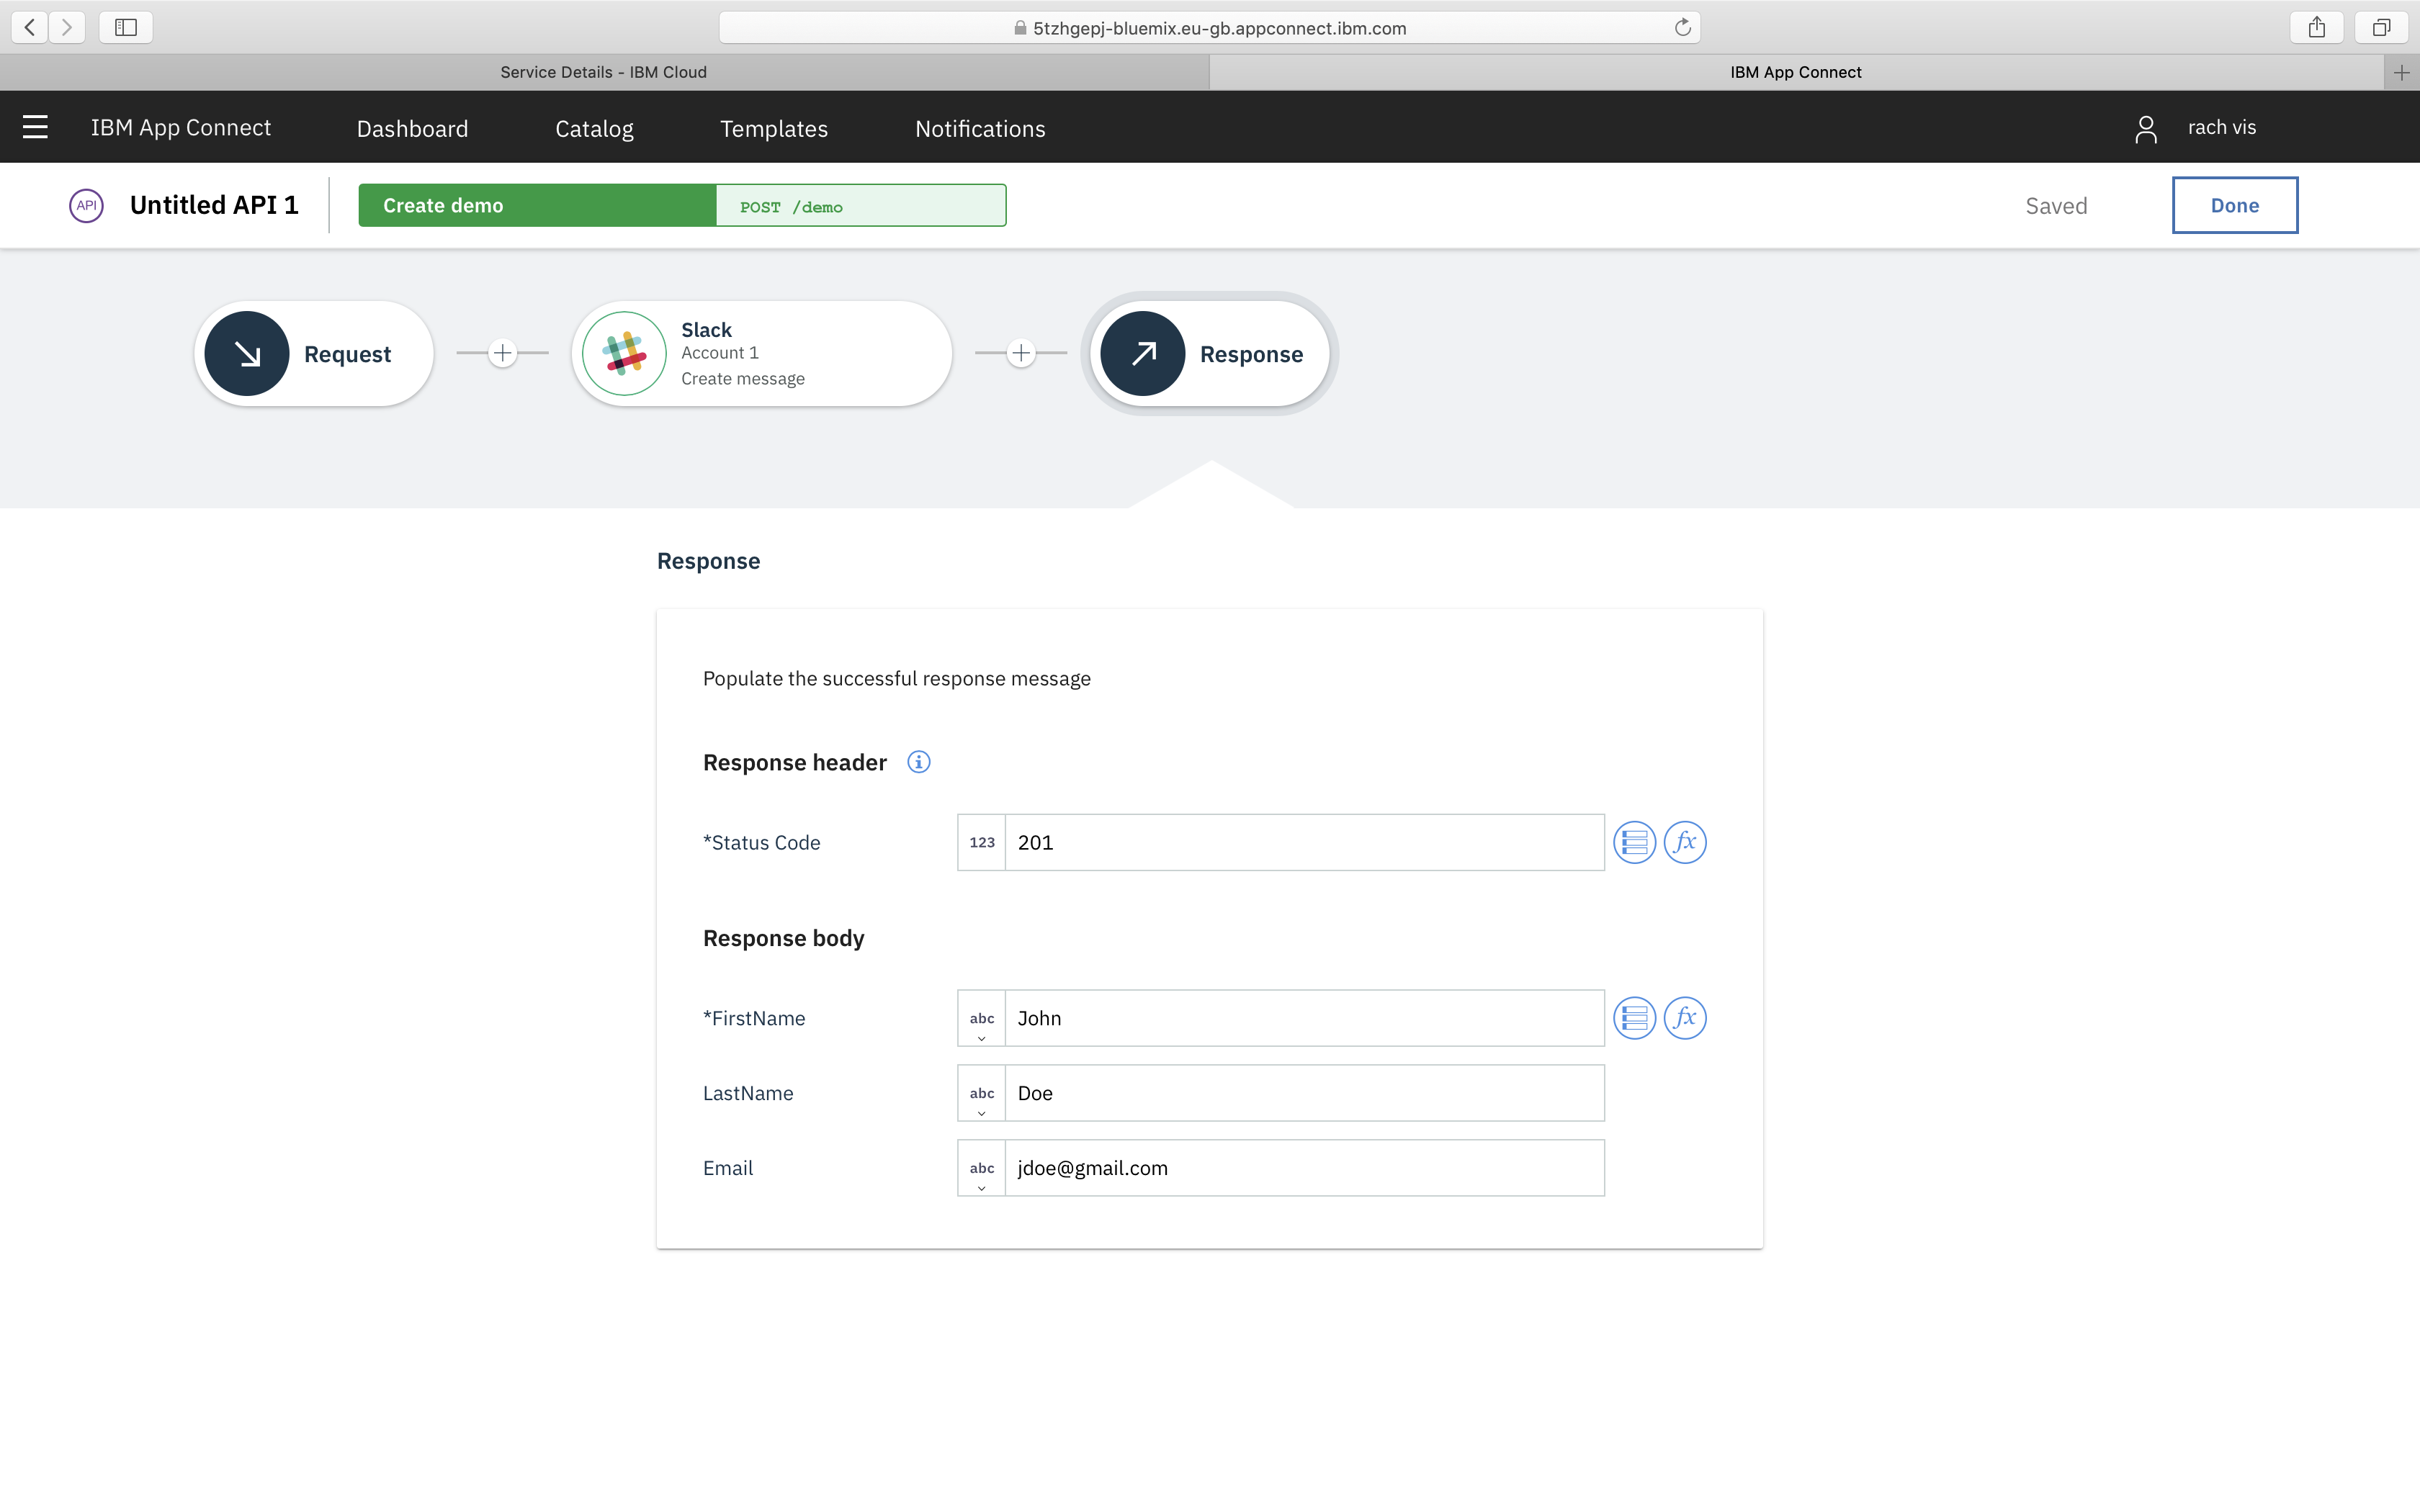 5tzhgepj-bluemix.eu-gb.appconnect.ibm.com
Service Details - IBM Cloud
IBM App Connect
IBM App Connect
Dashboard
Catalog
Templates
Notifications
rach vis
API
Untitled API 1
Create demo
POST /demo
Saved
Done
Request
Slack
Account 1
Create message
Response
Response
Populate the successful response message
Response header
*Status Code
123
201
fx
Response body
*FirstName
abc
John
fx
LastName
abc
Doe
Email
abc
jdoe@gmail.com